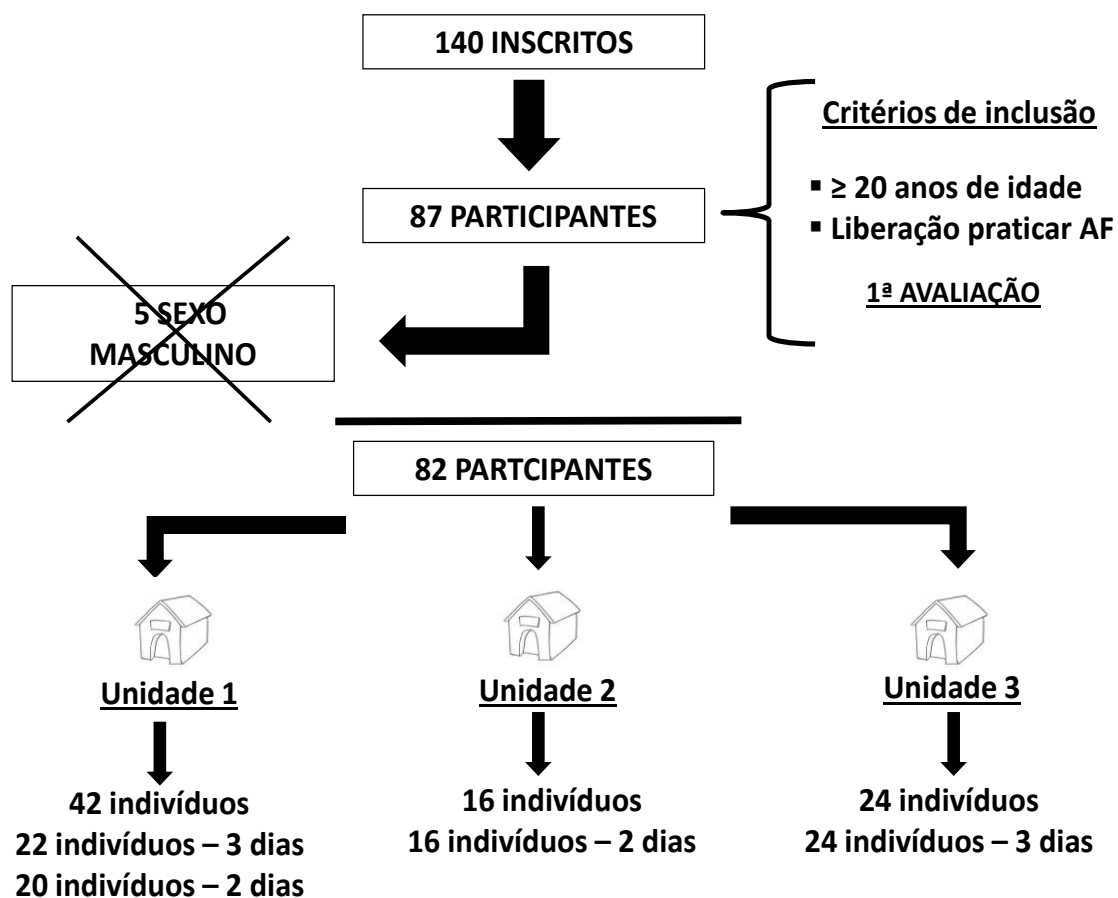 140 INSCRITOS
Critérios de inclusão
▪ ≥ 20 anos de idade
▪ Liberação praticar AF
1ª AVALIAÇÃO
87 PARTICIPANTES
5 SEXO
MASCULINO
82 PARTCIPANTES
Unidade 1
42 indivíduos
22 indivíduos – 3 dias
20 indivíduos – 2 dias
Unidade 2
16 indivíduos
16 indivíduos – 2 dias
Unidade 3
24 indivíduos
24 indivíduos – 3 dias